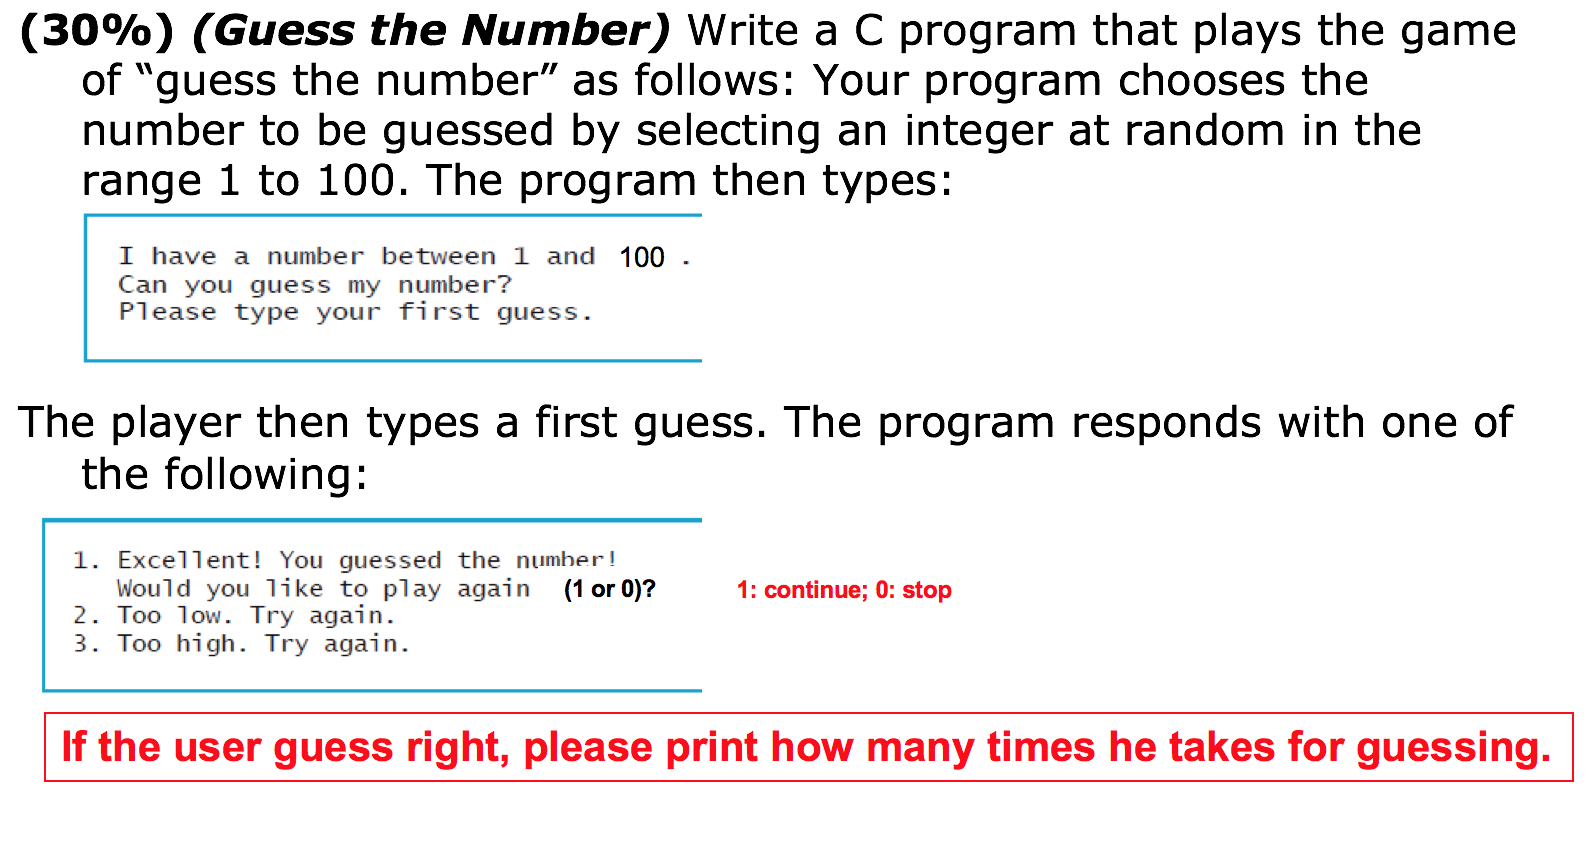 (30%) (Guess the Number) Write a C program that plays the game
of “guess the number” as follows: Your program chooses the
number to be guessed by selecting an integer at random in the
range 1 to 100. The program then types:
I have a number between 1 and 100 .
Can you guess my number?
Please type your first guess.
The player then types a first guess. The program responds with one of
the following:
1. Excellent! You guessed the number!
Would you like to play again (1 or 0)? 1: continue; 0: stop
2. Too low. Try again.
3. Too high. Try again.
If the user guess right, please print how many times he takes for guessing.